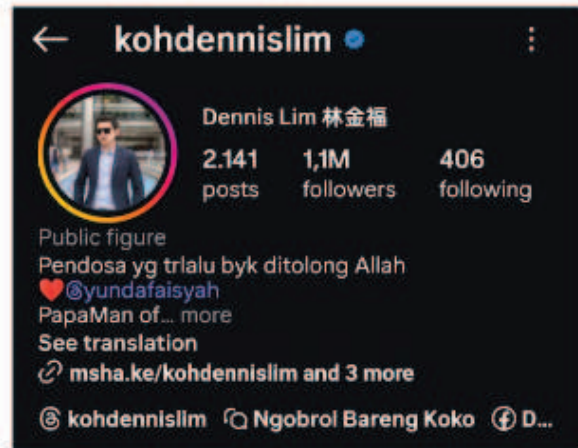 kohdennislim
Dennis Lim 林金福
2.141 1,1M 406
posts followers following
Public figure
Pendosa yg trlalu byk ditolong Allah
@yundafaisyah
PapaMan of... more
See translation
msha.ke/kohdennislim and 3 more
kohdennislim Ngobrol Bareng Koko D...